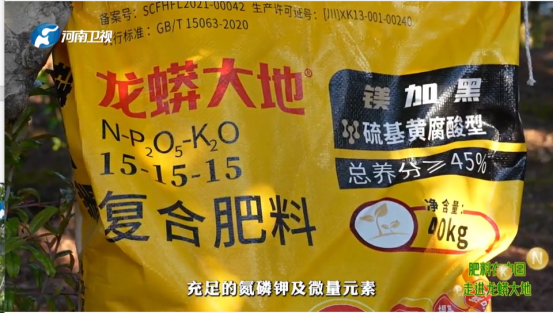 备案号：SCFHFL2021-00042 生产许可证号：[川]XK13-001-00240
执行标准：GB/T 15063-2020
河南卫视
龙蟒大地®
镁加黑
N-P₂O₅-K₂O
硫基黄腐酸型
15-15-15
总养分≥45%
复合肥料
净含量：
0kg
中国
走进龙蟒大地
充足的氮磷钾及微量元素